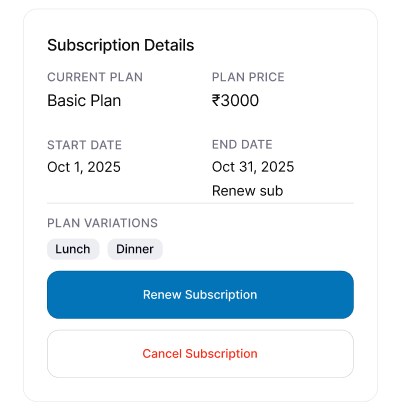 Subscription Details
CURRENT PLAN
Basic Plan
PLAN PRICE
₹3000
START DATE
Oct 1, 2025
END DATE
Oct 31, 2025
Renew sub
PLAN VARIATIONS
Lunch Dinner
Renew Subscription
Cancel Subscription